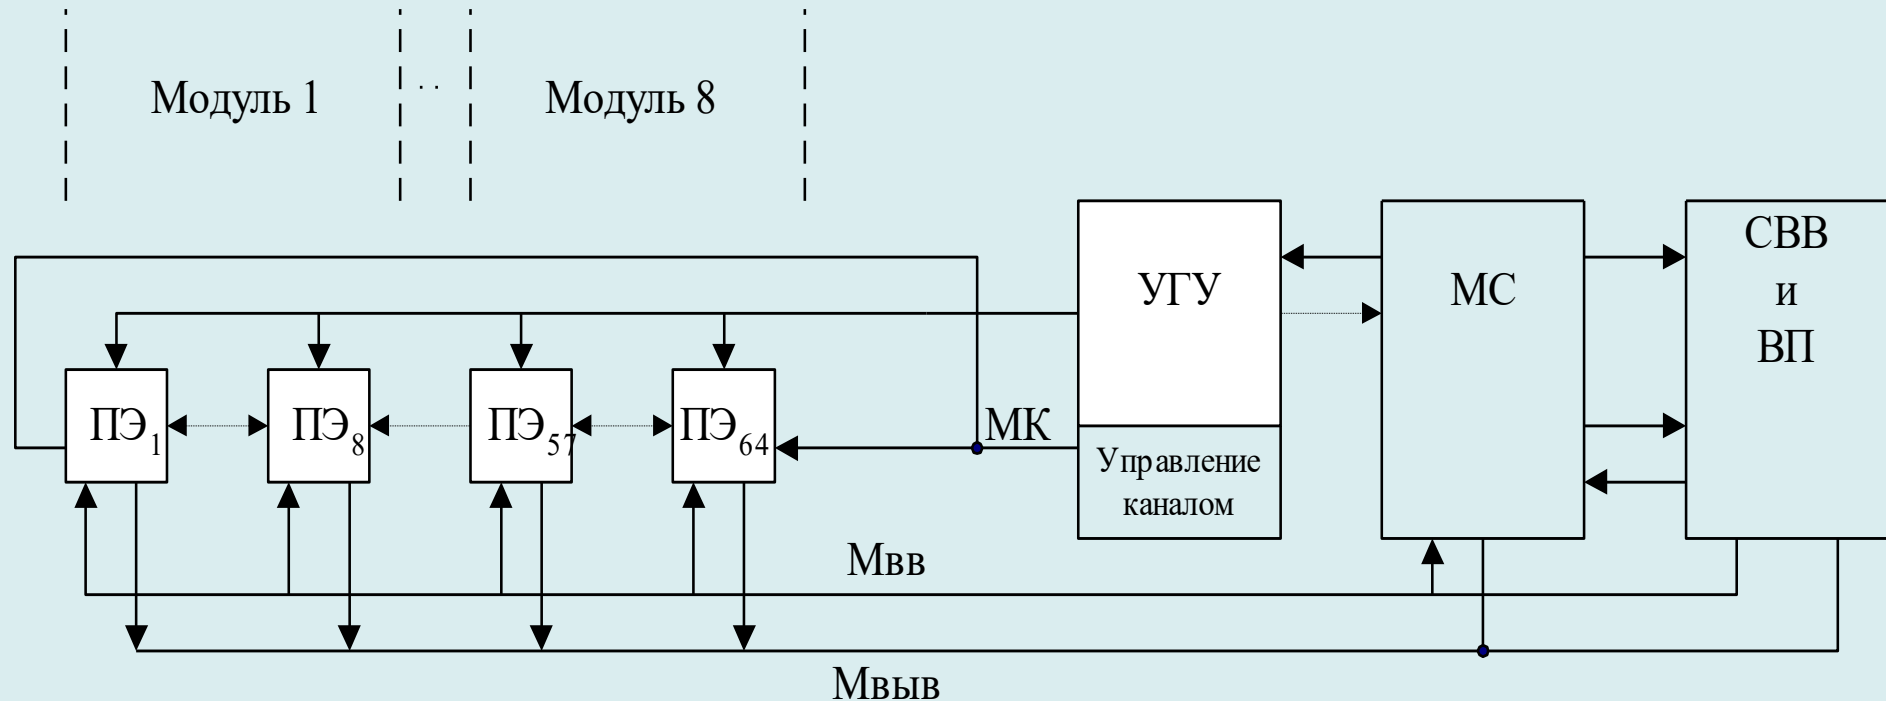 Модуль 1
. .
Модуль 8
УГУ
МС
СВВ
и
ВП
ПЭ1
ПЭ8
ПЭ57
ПЭ64
МК
Управление
каналом
Мвв
Мвыв